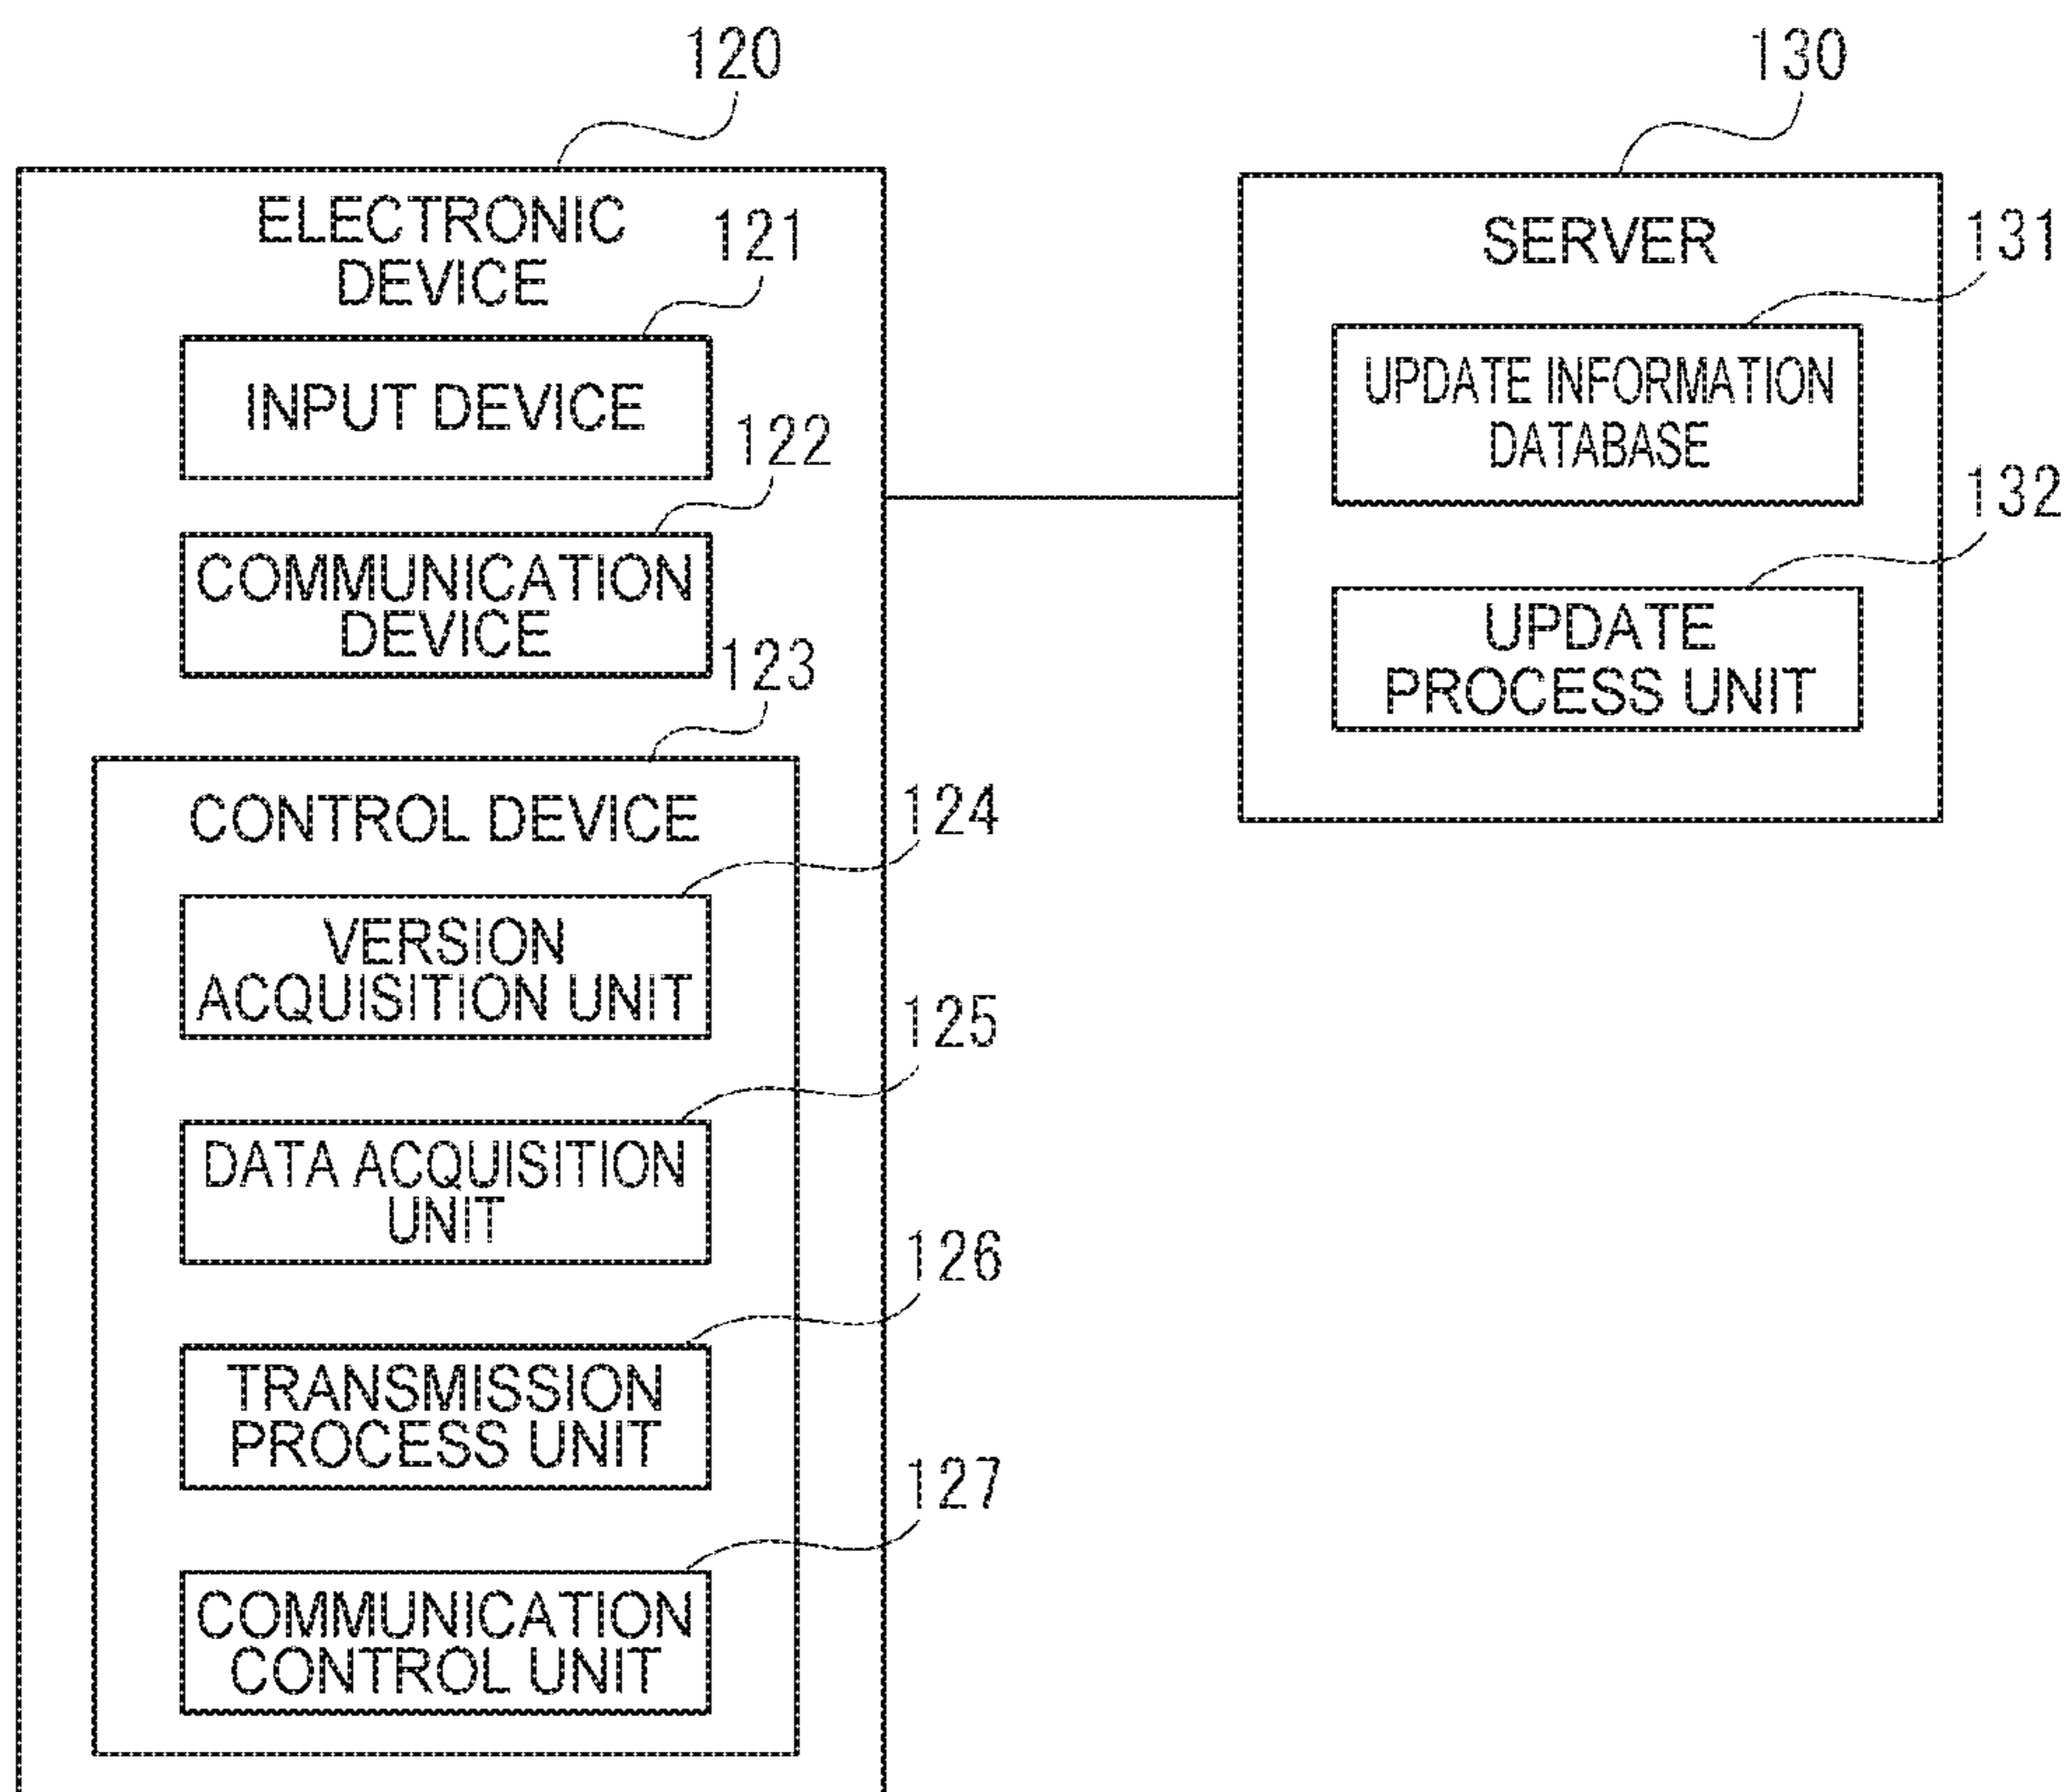 120
ELECTRONIC
DEVICE
121
INPUT DEVICE
122
COMMUNICATION
DEVICE
123
CONTROL DEVICE
124
VERSION
ACQUISITION UNIT
125
DATA ACQUISITION
UNIT
126
TRANSMISSION
PROCESS UNIT
127
COMMUNICATION
CONTROL UNIT
130
SERVER
131
UPDATE INFORMATION
DATABASE
132
UPDATE
PROCESS UNIT